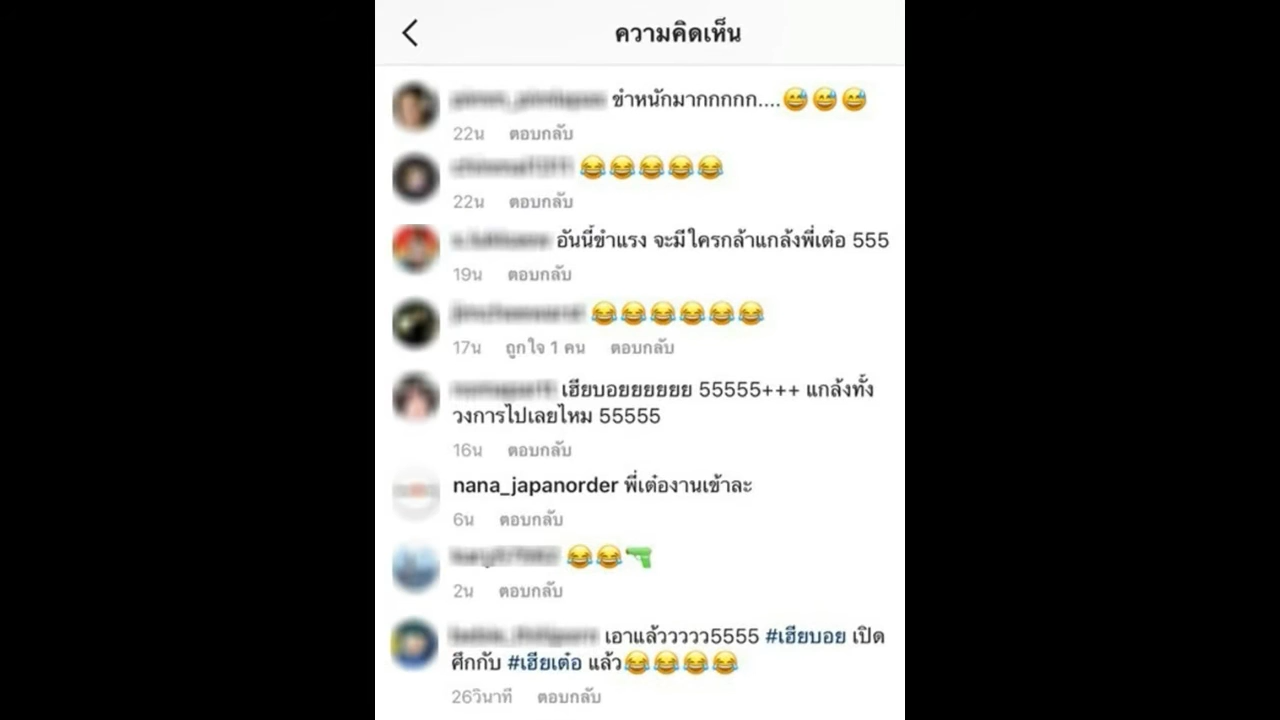 ความคิดเห็น
ขำหนักมากกกกก....😅😅😅
22น ตอบกลับ
😂😂😂😂😂
22น ตอบกลับ
อันนี้ขำแรง จะมีใครกล้าแกล้งพี่เต๋อ 555
19น ตอบกลับ
😂😂😂😂😂😂
17น ถูกใจ 1 คน ตอบกลับ
เฮียบอยยยยยย 55555+++ แกล้งทั้ง
วงการไปเลยไหม 55555
16น ตอบกลับ
nana_japanorder พี่เต๋องานเข้าละ
6น ตอบกลับ
😂😂🔫
2น ตอบกลับ
เอาแล้ววววว5555 #เฮียบอย เปิด
ศึกกับ #เฮียเต๋อ แล้ว😂😂😂😂
26วินาที ตอบกลับ